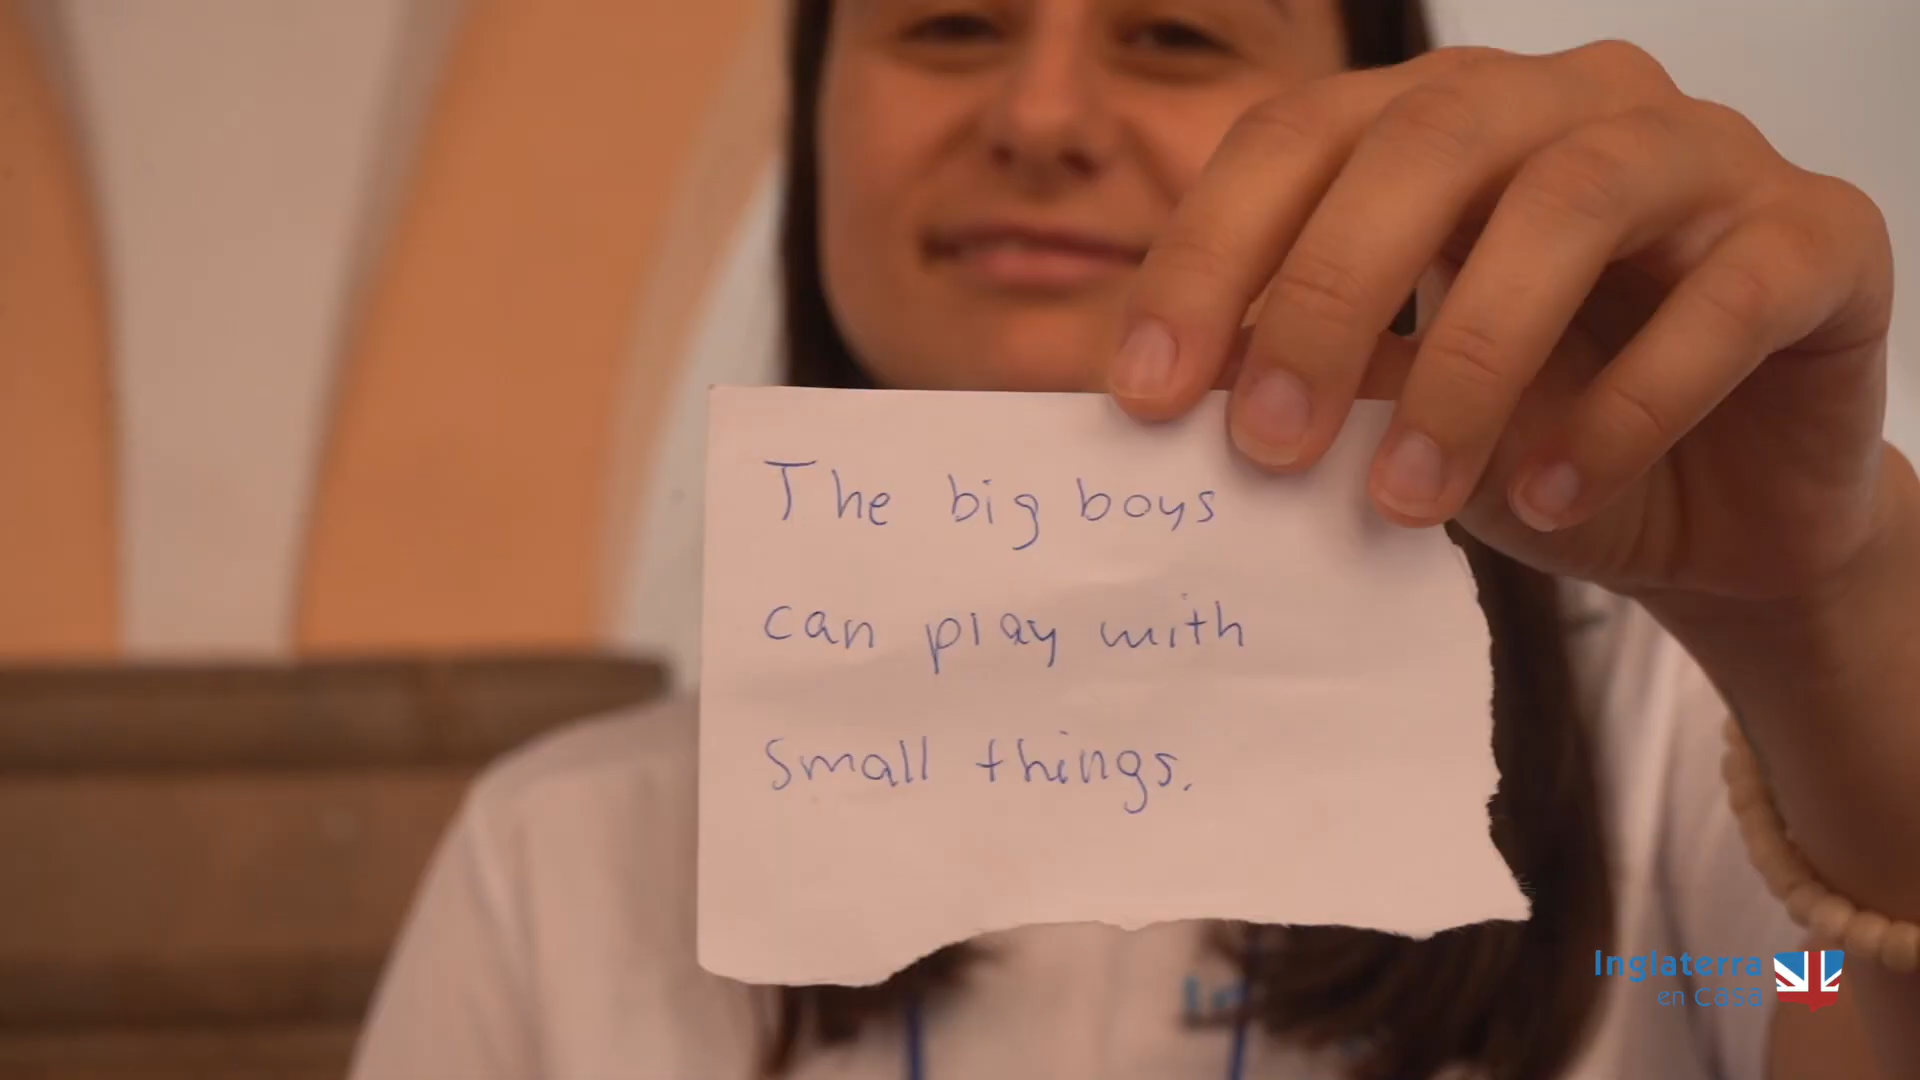 The big boys
can play with
small things.
Inglaterra
en casa